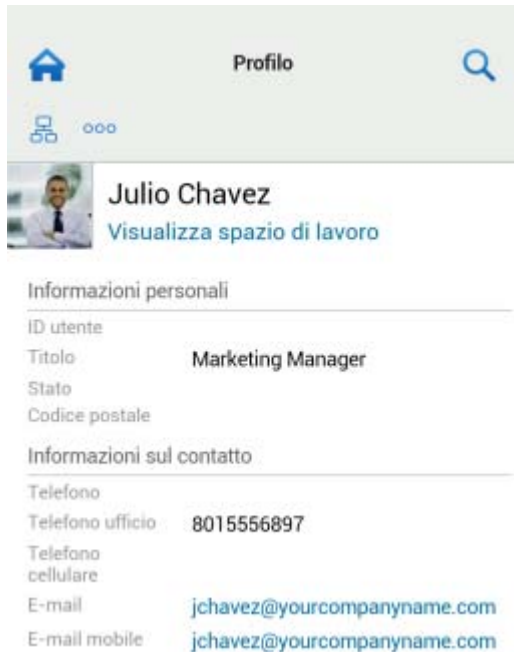 Profilo
Julio Chavez
Visualizza spazio di lavoro
Informazioni personali
ID utente
Titolo Marketing Manager
Stato
Codice postale
Informazioni sul contatto
Telefono
Telefono ufficio 8015556897
Telefono
cellulare
E-mail jchavez@yourcompanyname.com
E-mail mobile jchavez@yourcompanyname.com